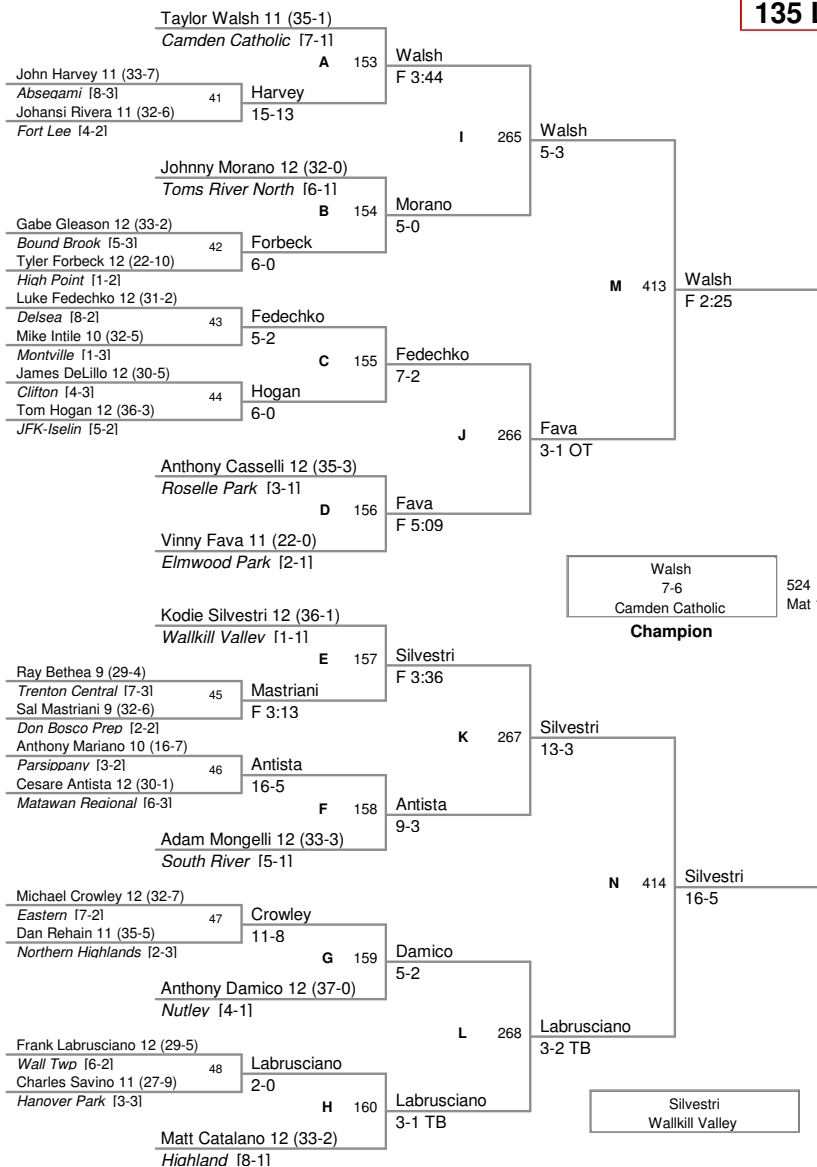 135 
Taylor Walsh 11 (35-1)
Camden Catholic [7-1]
A 153
Walsh
F 3:44
John Harvey 11 (33-7)
Absegami [8-3]
41
Harvey
15-13
Johansi Rivera 11 (32-6)
Fort Lee [4-2]
I 265
Walsh
5-3
Johnny Morano 12 (32-0)
Toms River North [6-1]
B 154
Morano
5-0
Gabe Gleason 12 (33-2)
Bound Brook [5-3]
42
Forbeck
6-0
Tyler Forbeck 12 (22-10)
High Point [1-2]
M 413
Walsh
F 2:25
Luke Fedechko 12 (31-2)
Delsea [8-2]
43
Fedechko
5-2
Mike Intile 10 (32-5)
Montville [1-3]
C 155
Fedechko
7-2
James DeLillo 12 (30-5)
Clifton [4-3]
44
Hogan
6-0
Tom Hogan 12 (36-3)
JFK-Iselin [5-2]
J 266
Fava
3-1 OT
Anthony Casselli 12 (35-3)
Roselle Park [3-1]
D 156
Fava
F 5:09
Vinny Fava 11 (22-0)
Elmwood Park [2-1]
Walsh
7-6
Camden Catholic
524
Mat
Champion
Kodie Silvestri 12 (36-1)
Wallkill Valley [1-1]
E 157
Silvestri
F 3:36
Ray Bethea 9 (29-4)
Trenton Central [7-3]
45
Mastriani
F 3:13
Sal Mastriani 9 (32-6)
Don Bosco Prep [2-2]
K 267
Silvestri
13-3
Anthony Mariano 10 (16-7)
Parsippany [3-2]
46
Antista
16-5
Cesare Antista 12 (30-1)
Matawan Regional [6-3]
F 158
Antista
9-3
Adam Mongelli 12 (33-3)
South River [5-1]
N 414
Silvestri
16-5
Michael Crowley 12 (32-7)
Eastern [7-2]
47
Crowley
11-8
Dan Rehain 11 (35-5)
Northern Highlands [2-3]
G 159
Damico
5-2
Anthony Damico 12 (37-0)
Nutley [4-1]
L 268
Labrusciano
3-2 TB
Frank Labrusciano 12 (29-5)
Wall Twp [6-2]
48
Labrusciano
2-0
Charles Savino 11 (27-9)
Hanover Park [3-3]
H 160
Labrusciano
3-1 TB
Matt Catalano 12 (33-2)
Highland [8-1]
Silvestri
Wallkill Valley